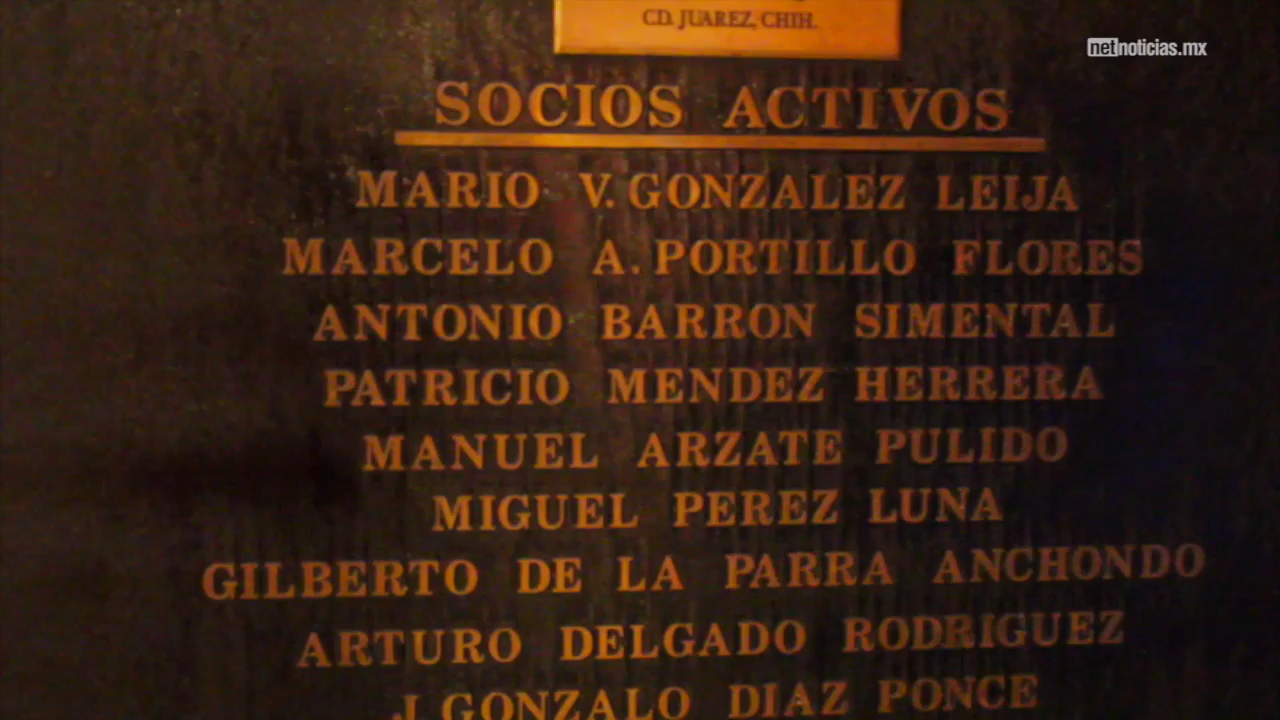 CD. JUAREZ, CHIH.
netnoticias.mx
SOCIOS ACTIVOS
MARIO V. GONZALEZ LEIJA
MARCELO A. PORTILLO FLORES
ANTONIO BARRON SIMENTAL
PATRICIO MENDEZ HERRERA
MANUEL ARZATE PULIDO
MIGUEL PEREZ LUNA
GILBERTO DE LA PARRA ANCHONDO
ARTURO DELGADO RODRIGUEZ
J. GONZALO DIAZ PONCE